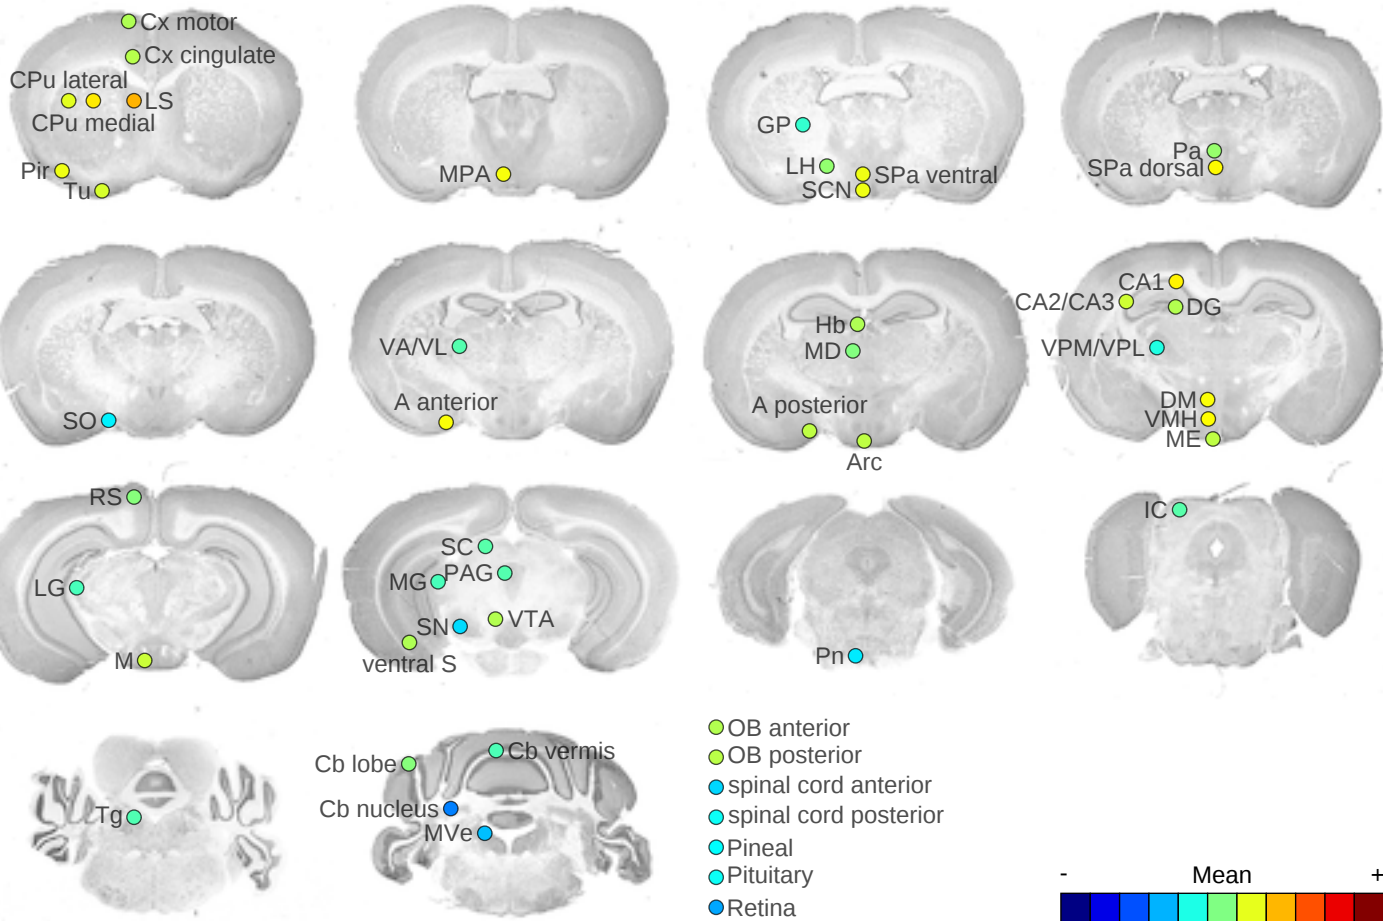 Cx motor
Cx cingulate
CPu lateral
LS
CPu medial
Pir
Tu
MPA
GP
LH
SPa ventral
SCN
Pa
SPa dorsal
SO
VA/VL
A anterior
Hb
MD
A posterior
Arc
CA1
CA2/CA3
DG
VPM/VPL
DM
VMH
ME
RS
LG
M
SC
MG
PAG
SN
VTA
ventral S
Pn
IC
Tg
Cb lobe
Cb vermis
Cb nucleus
MVe
OB anterior
OB posterior
spinal cord anterior
spinal cord posterior
Pineal
Pituitary
Retina
- Mean +